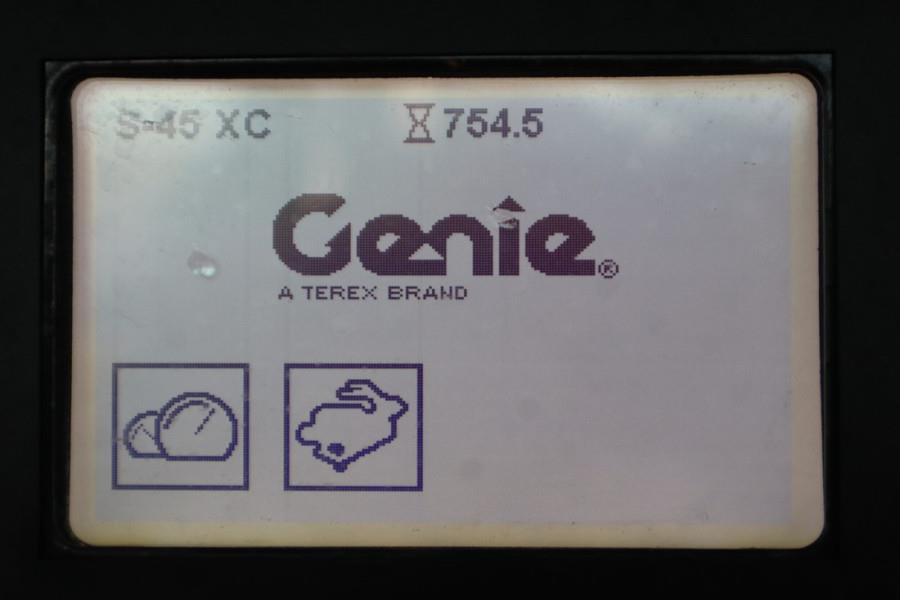 S-45 XC 754.5
Genie®
A TEREX BRAND